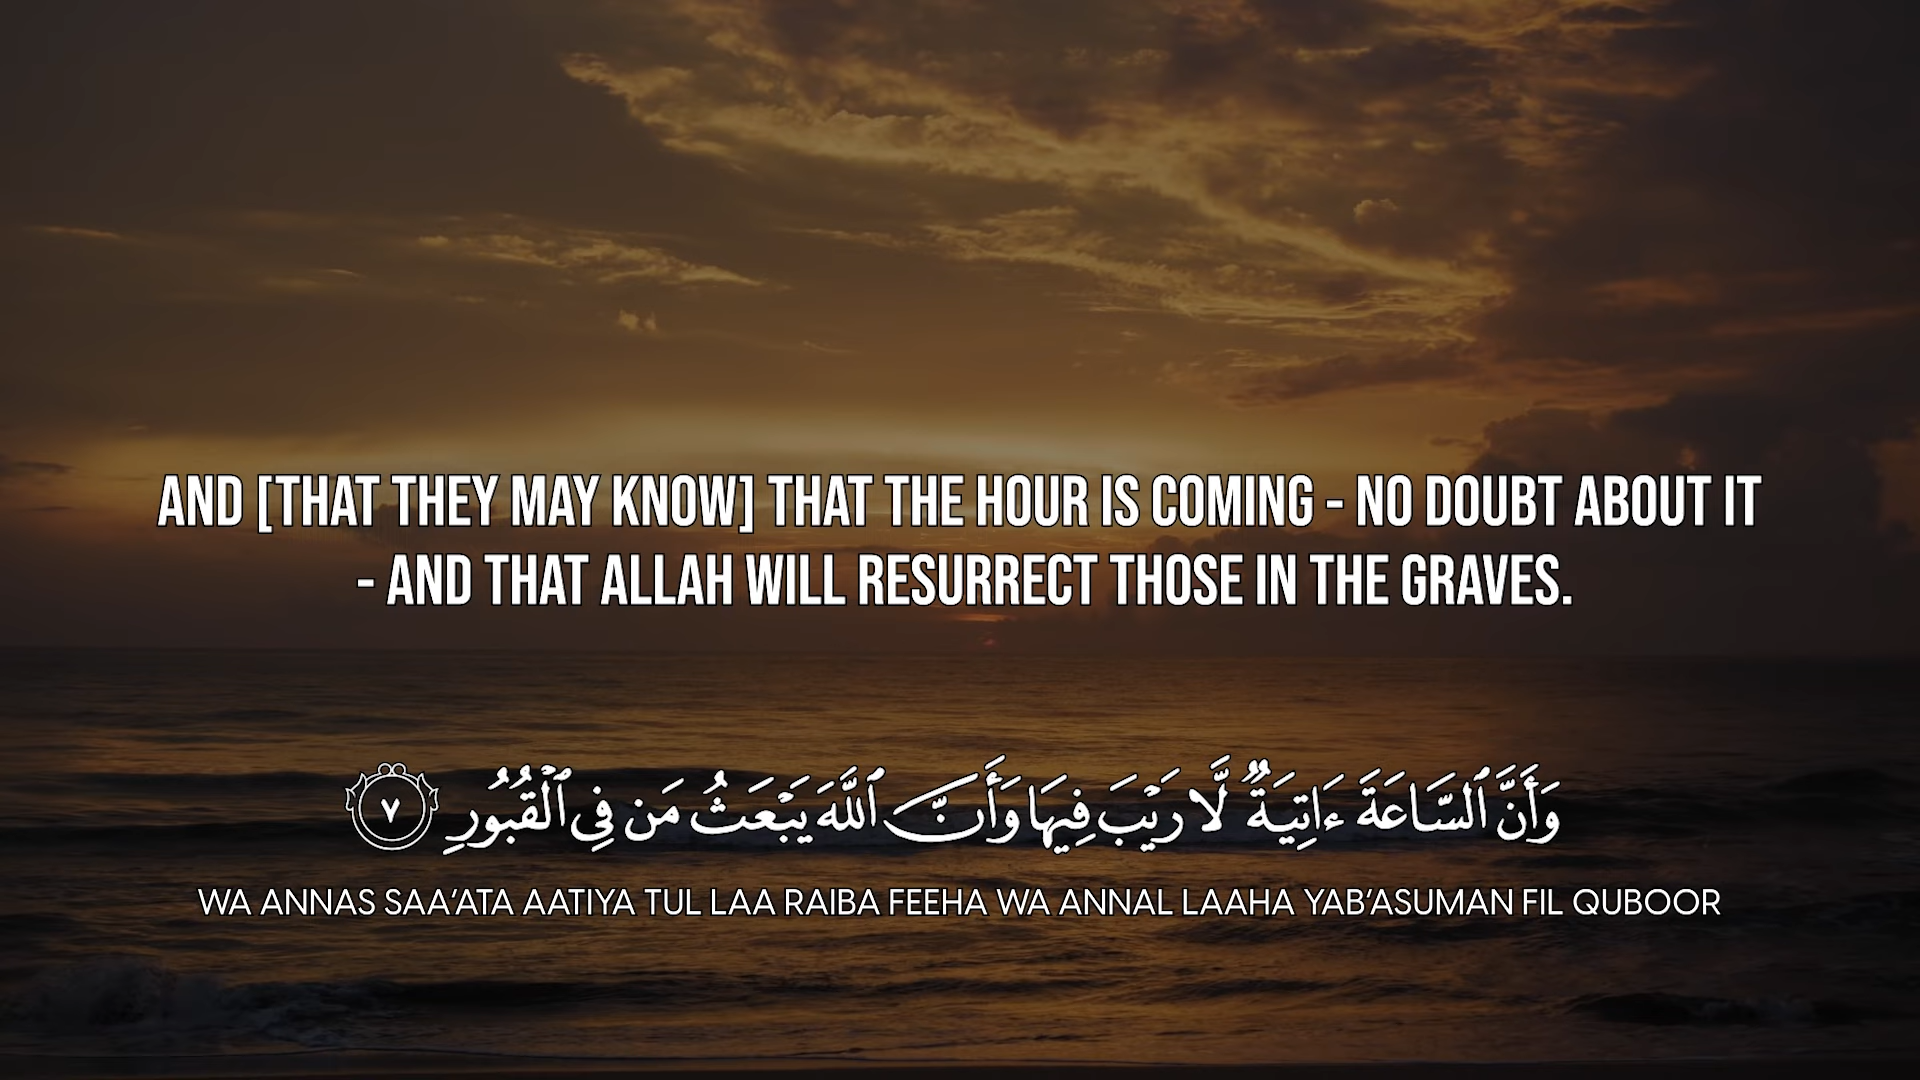 AND [THAT THEY MAY KNOW] THAT THE HOUR IS COMING - NO DOUBT ABOUT IT
- AND THAT ALLAH WILL RESURRECT THOSE IN THE GRAVES.
وَأَنَّ ٱلسَّاعَةَ ءَاتِيَةٌ لَّا رَيْبَ فِيهَا وَأَنَّ ٱللَّهَ يَبْعَثُ مَن فِى ٱلْقُبُورِ ٧
WA ANNAS SAA'ATA AATIYA TUL LAA RAIBA FEEHA WA ANNAL LAAHA YAB'ASUMAN FIL QUBOOR